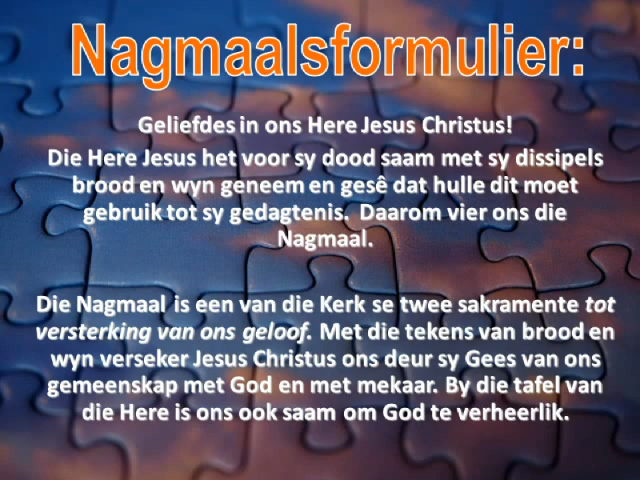 Nagmaalsformulier:
Geliefdes in ons Here Jesus Christus!
Die Here Jesus het voor sy dood saam met sy dissipels
brood en wyn geneem en gesê dat hulle dit moet
gebruik tot sy gedagtenis. Daarom vier ons die
Nagmaal.
Die Nagmaal is een van die Kerk se twee sakramente tot
versterking van ons geloof. Met die tekens van brood en
wyn verseker Jesus Christus ons deur sy Gees van ons
gemeenskap met God en met mekaar. By die tafel van
die Here is ons ook saam om God te verheerlik.